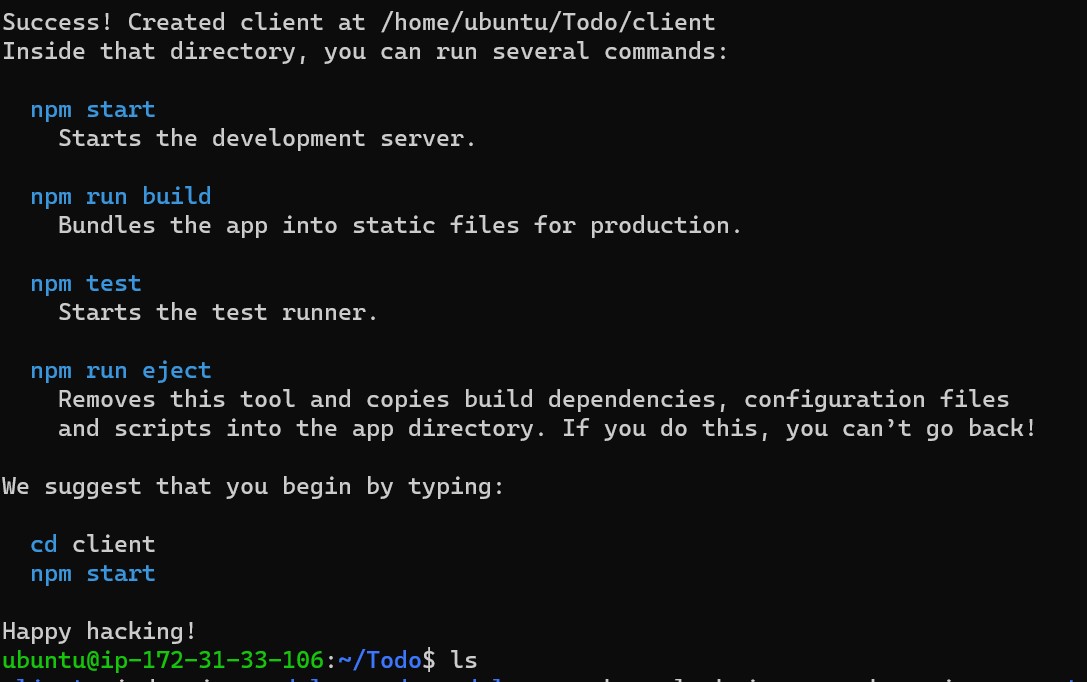 Success! Created client at /home/ubuntu/Todo/client
Inside that directory, you can run several commands:
npm start
Starts the development server.
npm run build
Bundles the app into static files for production.
npm test
Starts the test runner.
npm run eject
Removes this tool and copies build dependencies, configuration files
and scripts into the app directory. If you do this, you can’t go back!
We suggest that you begin by typing:
cd client
npm start
Happy hacking!
ubuntu@ip-172-31-33-106:~/Todo$ ls